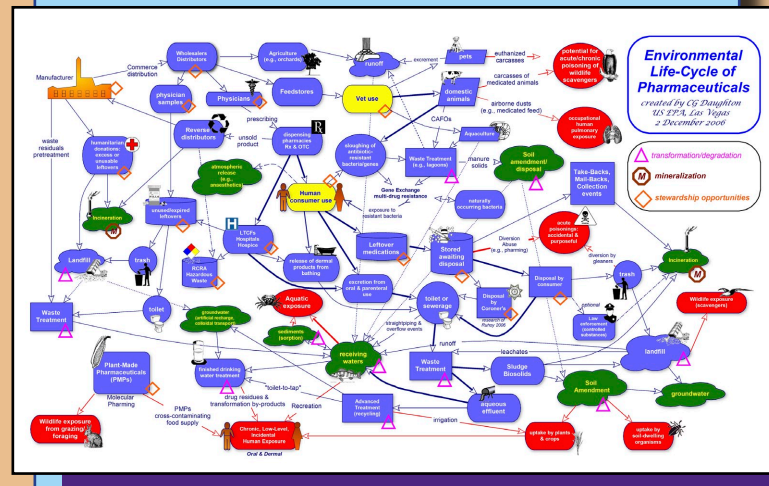 Environmental
Life-Cycle of
Pharmaceuticals
created by CG Daughton
US EPA, Las Vegas
2 December 2006
transformation/degradation
M
mineralization
stewardship opportunities
Manufacturer
Commerce
distribution
Wholesalers
Distributors
Agriculture
(e.g., orchards)
runoff
excrement
pets
euthanized
carcasses
potential for
acute/chronic
poisoning of
wildlife
scavengers
physician
samples
Physicians
Feedstores
Vet use
domestic
animals
carcasses of
medicated animals
airborne dusts
(e.g., medicated feed)
occupational
human
pulmonary
exposure
CAFOs
prescribing
Reverse
distributors
unsold
product
dispensing
pharmacies
Rx & OTC
waste
residuals
pretreatment
humanitarian
donations:
excess or
unuseable
leftovers
atmospheric
release (e.g.,
anaesthetics)
sloughing of
antibiotic-
resistant
bacteria/genes
Aquaculture
Waste Treatment
(e.g., lagoons)
manure
solids
Soil
amendment/
disposal
Take-Backs,
Mail-Backs,
Collection
events
Gene Exchange
multi-drug resistance
Human
consumer use
exposure to
resistant bacteria
naturally
occurring bacteria
Incineration
M
unused/expired
leftovers
H
LTCFs
Hospitals
Hospice
Leftover
medications
Stored
awaiting
disposal
Diversion
Abuse
(e.g., pharming)
acute
poisonings:
accidental &
purposeful
diversion by
gleaners
Incineration
M
Landfill
trash
RCRA
Hazardous
Waste
release of dermal
products from
bathing
excretion from
oral & parenteral
use
toilet or
sewerage
Disposal
by
Coroner's
research of
Ruhoy 2006
Disposal by
consumer
trash
optional
Law
enforcement
(controlled
substances)
Wildlife exposure
(scavengers)
Waste
Treatment
toilet
groundwater
(artificial recharge,
colloidal transport)
Aquatic
exposure
sediments
(sorption)
straightpiping &
overflow events
receiving
waters
runoff
Waste
Treatment
leachates
Sludge
Biosolids
landfill
Plant-Made
Pharmaceuticals
(PMPs)
Molecular
Pharming
finished drinking
water treatment
"toilet-to-tap"
drug residues &
transformation by-products
Recreation
Advanced
Treatment
(recycling)
aqueous
effluent
Soil
Amendment
groundwater
irrigation
Wildlife exposure
from grazing/
foraging
PMPs
cross-contaminating
food supply
Chronic, Low-Level,
Incidental
Human Exposure
Oral & Dermal
uptake by plants
& crops
uptake by
soil-dwelling
organisms